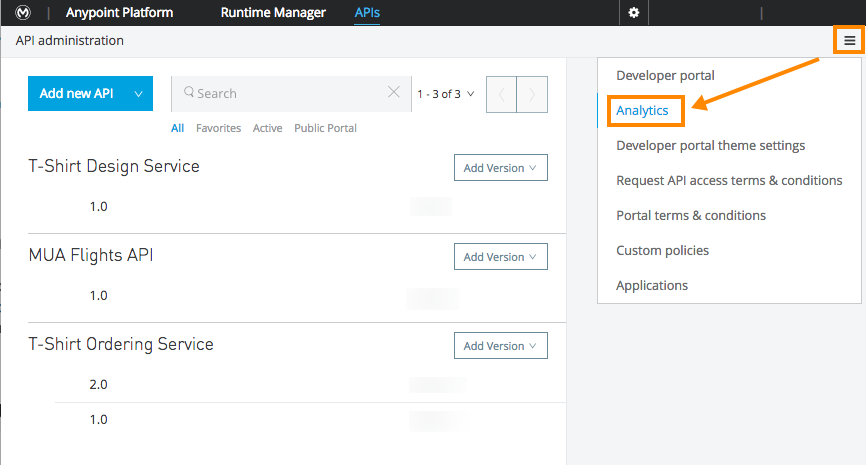 Anypoint Platform Runtime Manager APIs
API administration
Add new API
Search
1 - 3 of 3
All Favorites Active Public Portal
T-Shirt Design Service
Add Version
1.0
MUA Flights API
Add Version
1.0
T-Shirt Ordering Service
Add Version
2.0
1.0
Developer portal
Analytics
Developer portal theme settings
Request API access terms & conditions
Portal terms & conditions
Custom policies
Applications